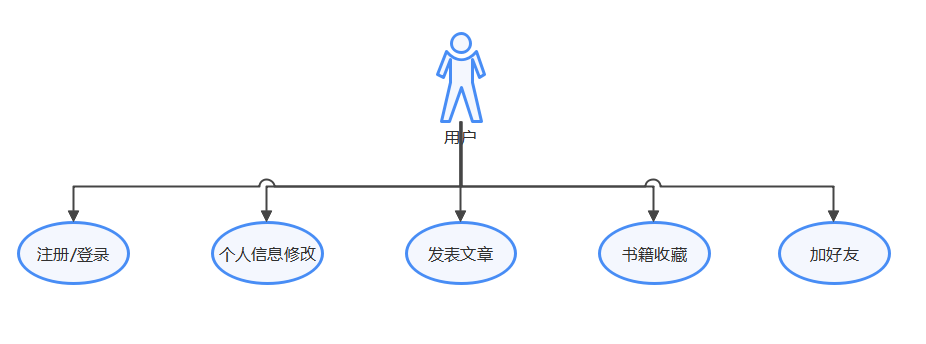 用户
注册/登录
个人信息修改
发表文章
书籍收藏
加好友